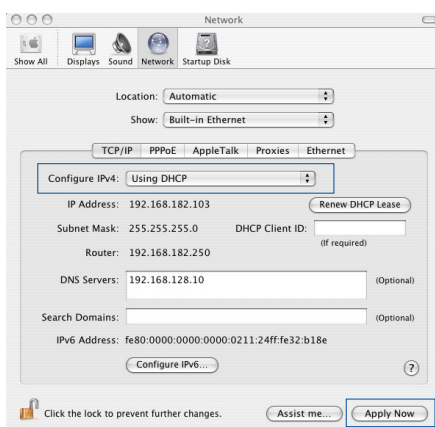 Network
Show All Displays Sound Network Startup Disk
Location: Automatic
Show: Built-in Ethernet
TCP/IP PPPoE AppleTalk Proxies Ethernet
Configure IPv4: Using DHCP
IP Address: 192.168.182.103 Renew DHCP Lease
Subnet Mask: 255.255.255.0 DHCP Client ID:
(If required)
Router: 192.168.182.250
DNS Servers: 192.168.128.10 (Optional)
Search Domains: (Optional)
IPv6 Address: fe80:0000:0000:0000:0211:24ff:fe32:b18e
Configure IPv6... ?
Click the lock to prevent further changes. Assist me... Apply Now